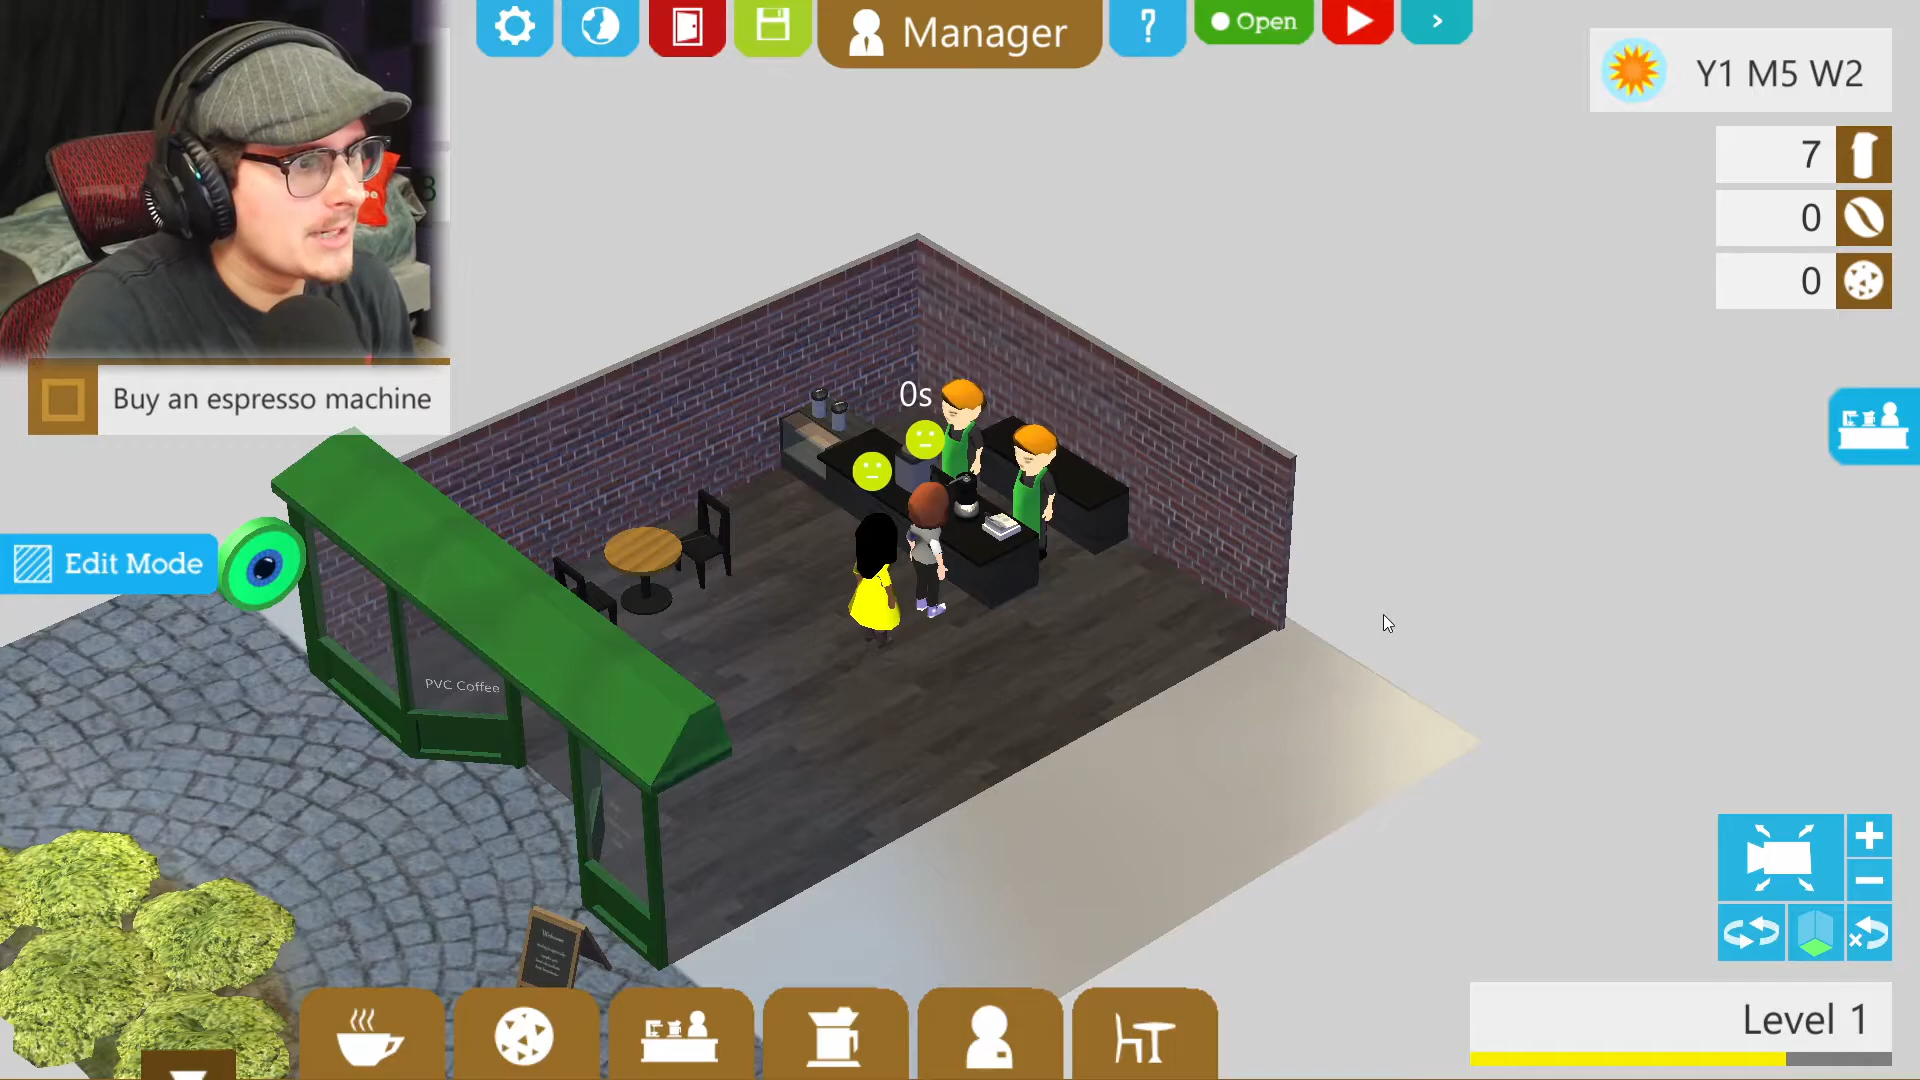 Manager
?
Open
>
Y1 M5 W2
7
0
0
Buy an espresso machine
0s
Edit Mode
PVC Coffee
Welcome
Level 1